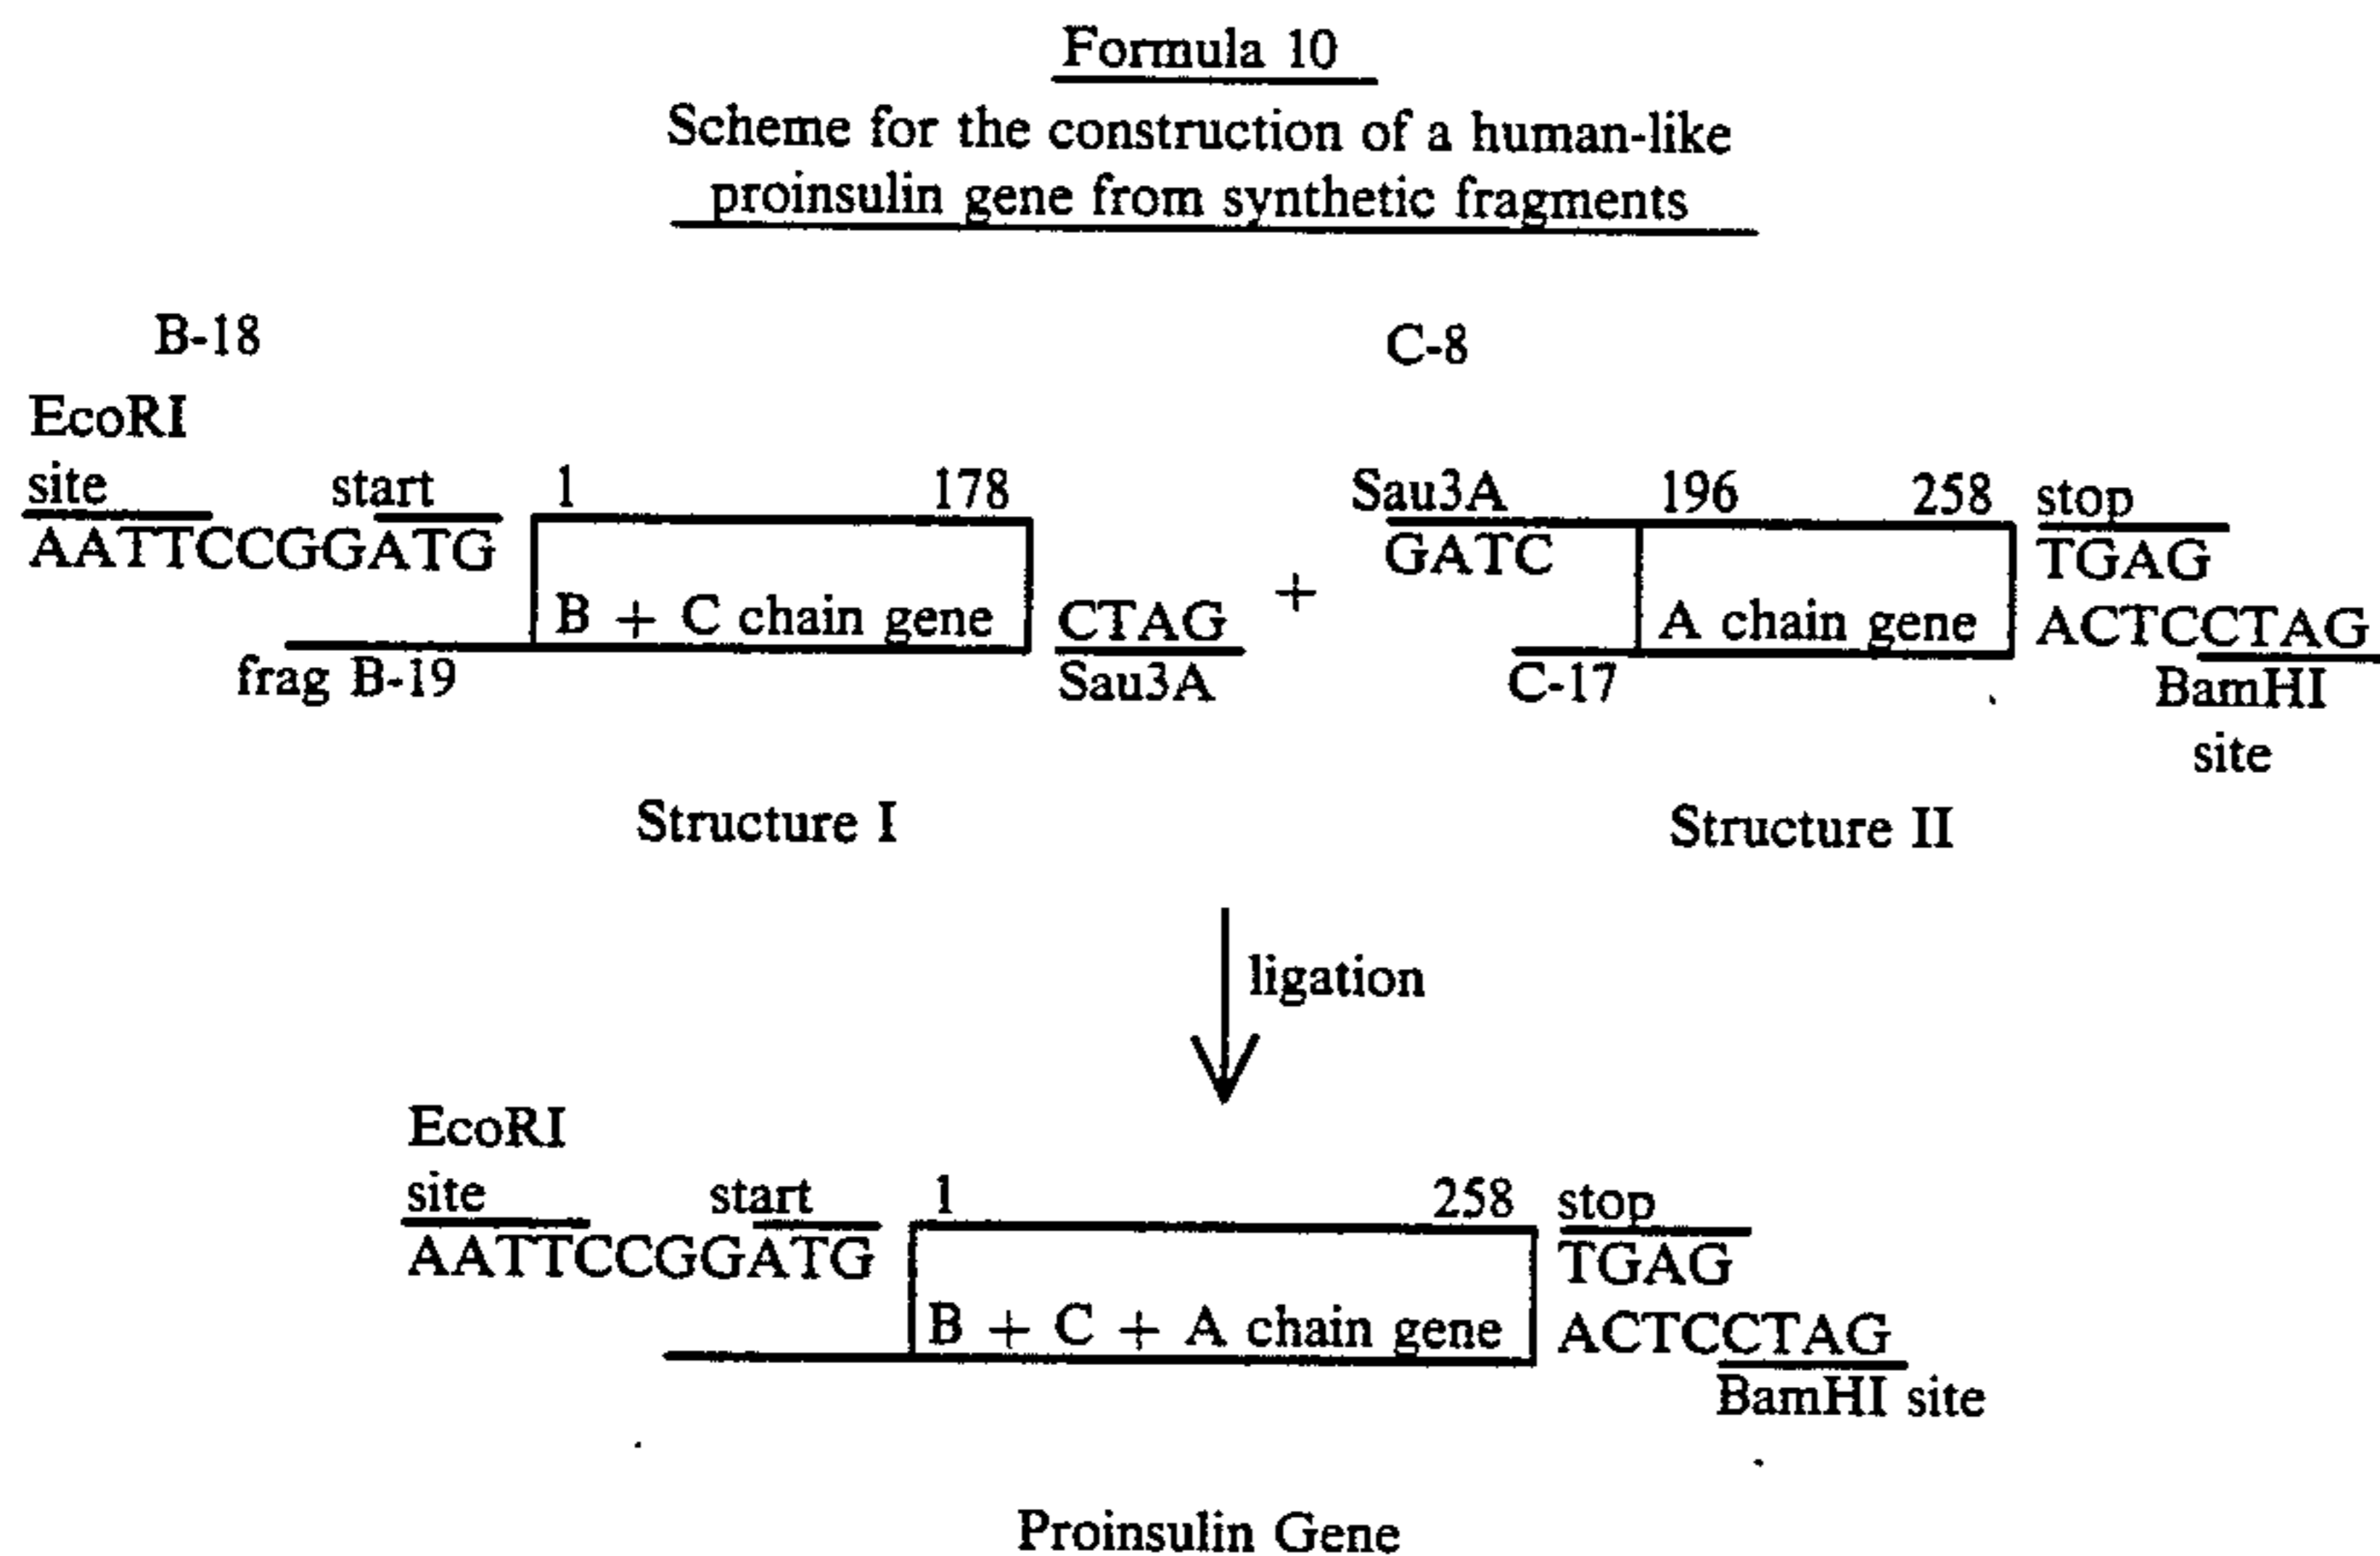 Formula 10
Scheme for the construction of a human-like
proinsulin gene from synthetic fragments
B-18
C-8
EcoRI
site start 1 178 Sau3A 196 258 stop
AATTCCGGATG GATC TGAG
B + C chain gene CTAG + A chain gene ACTCCTAG
frag B-19 Sau3A C-17 BamHI
site
Structure I Structure II
ligation
EcoRI
site start 1 258 stop
AATTCCGGATG TGAG
B + C + A chain gene ACTCCTAG
BamHI site
Proinsulin Gene